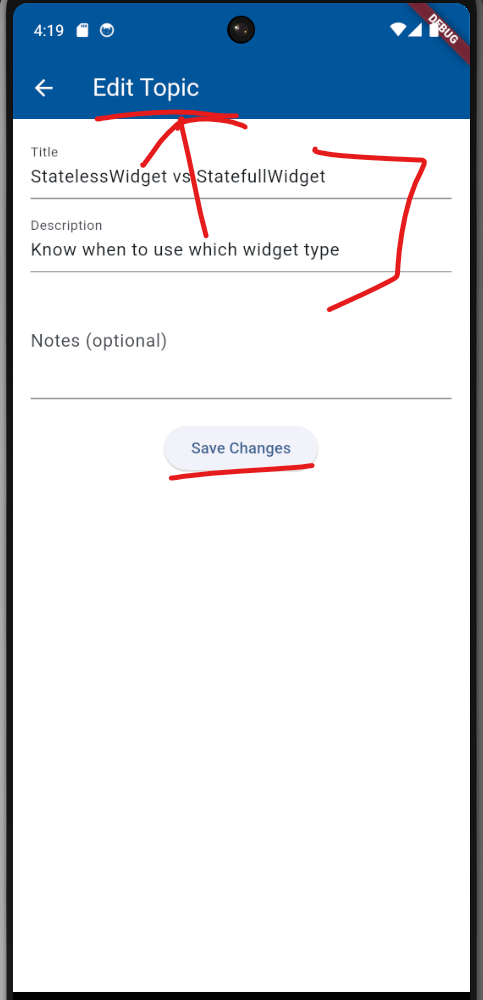 4:19
DEBUG
Edit Topic
Title
StatelessWidget vs StatefullWidget
Description
Know when to use which widget type
Notes (optional)
Save Changes